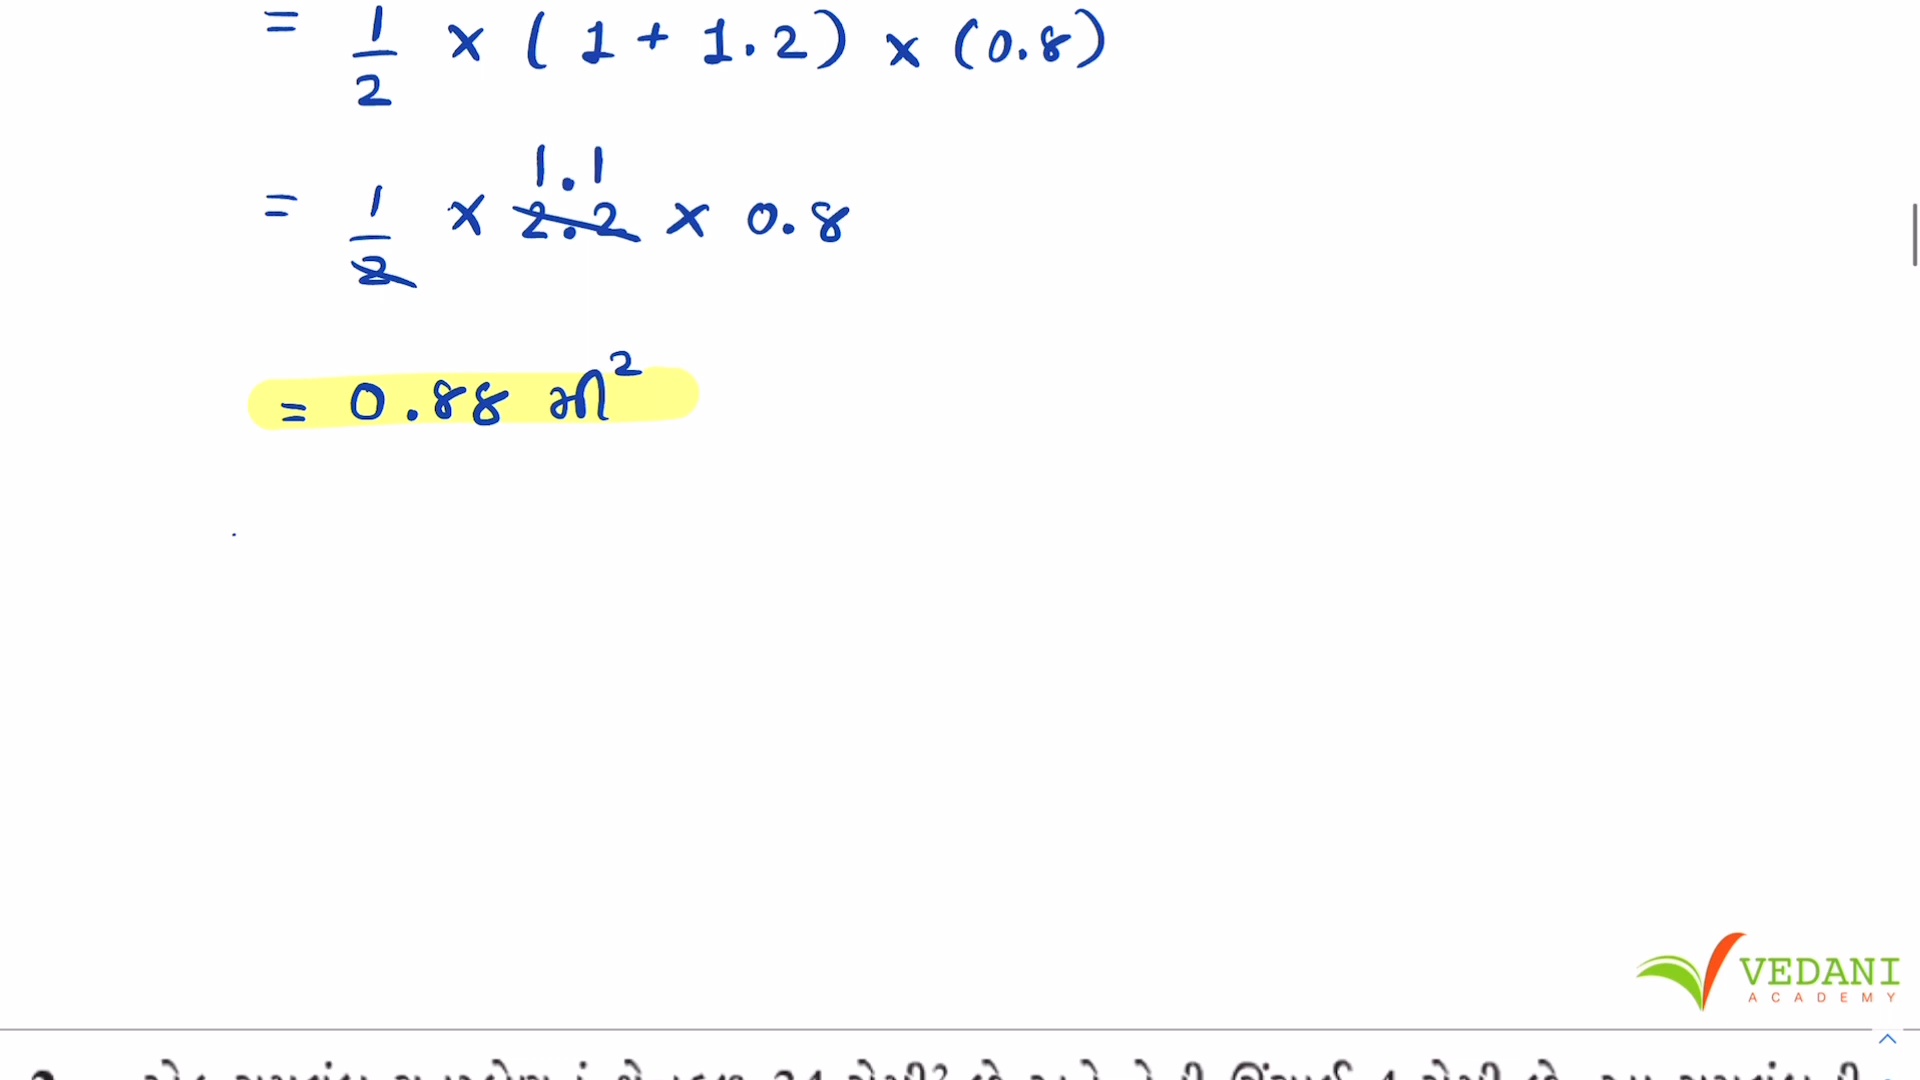 = 1/2 × ( 1 + 1.2 ) × (0.8)
1.1
= 1/2 × 2.2 × 0.8
= 0.88 મી²
VEDANI
ACADEMY